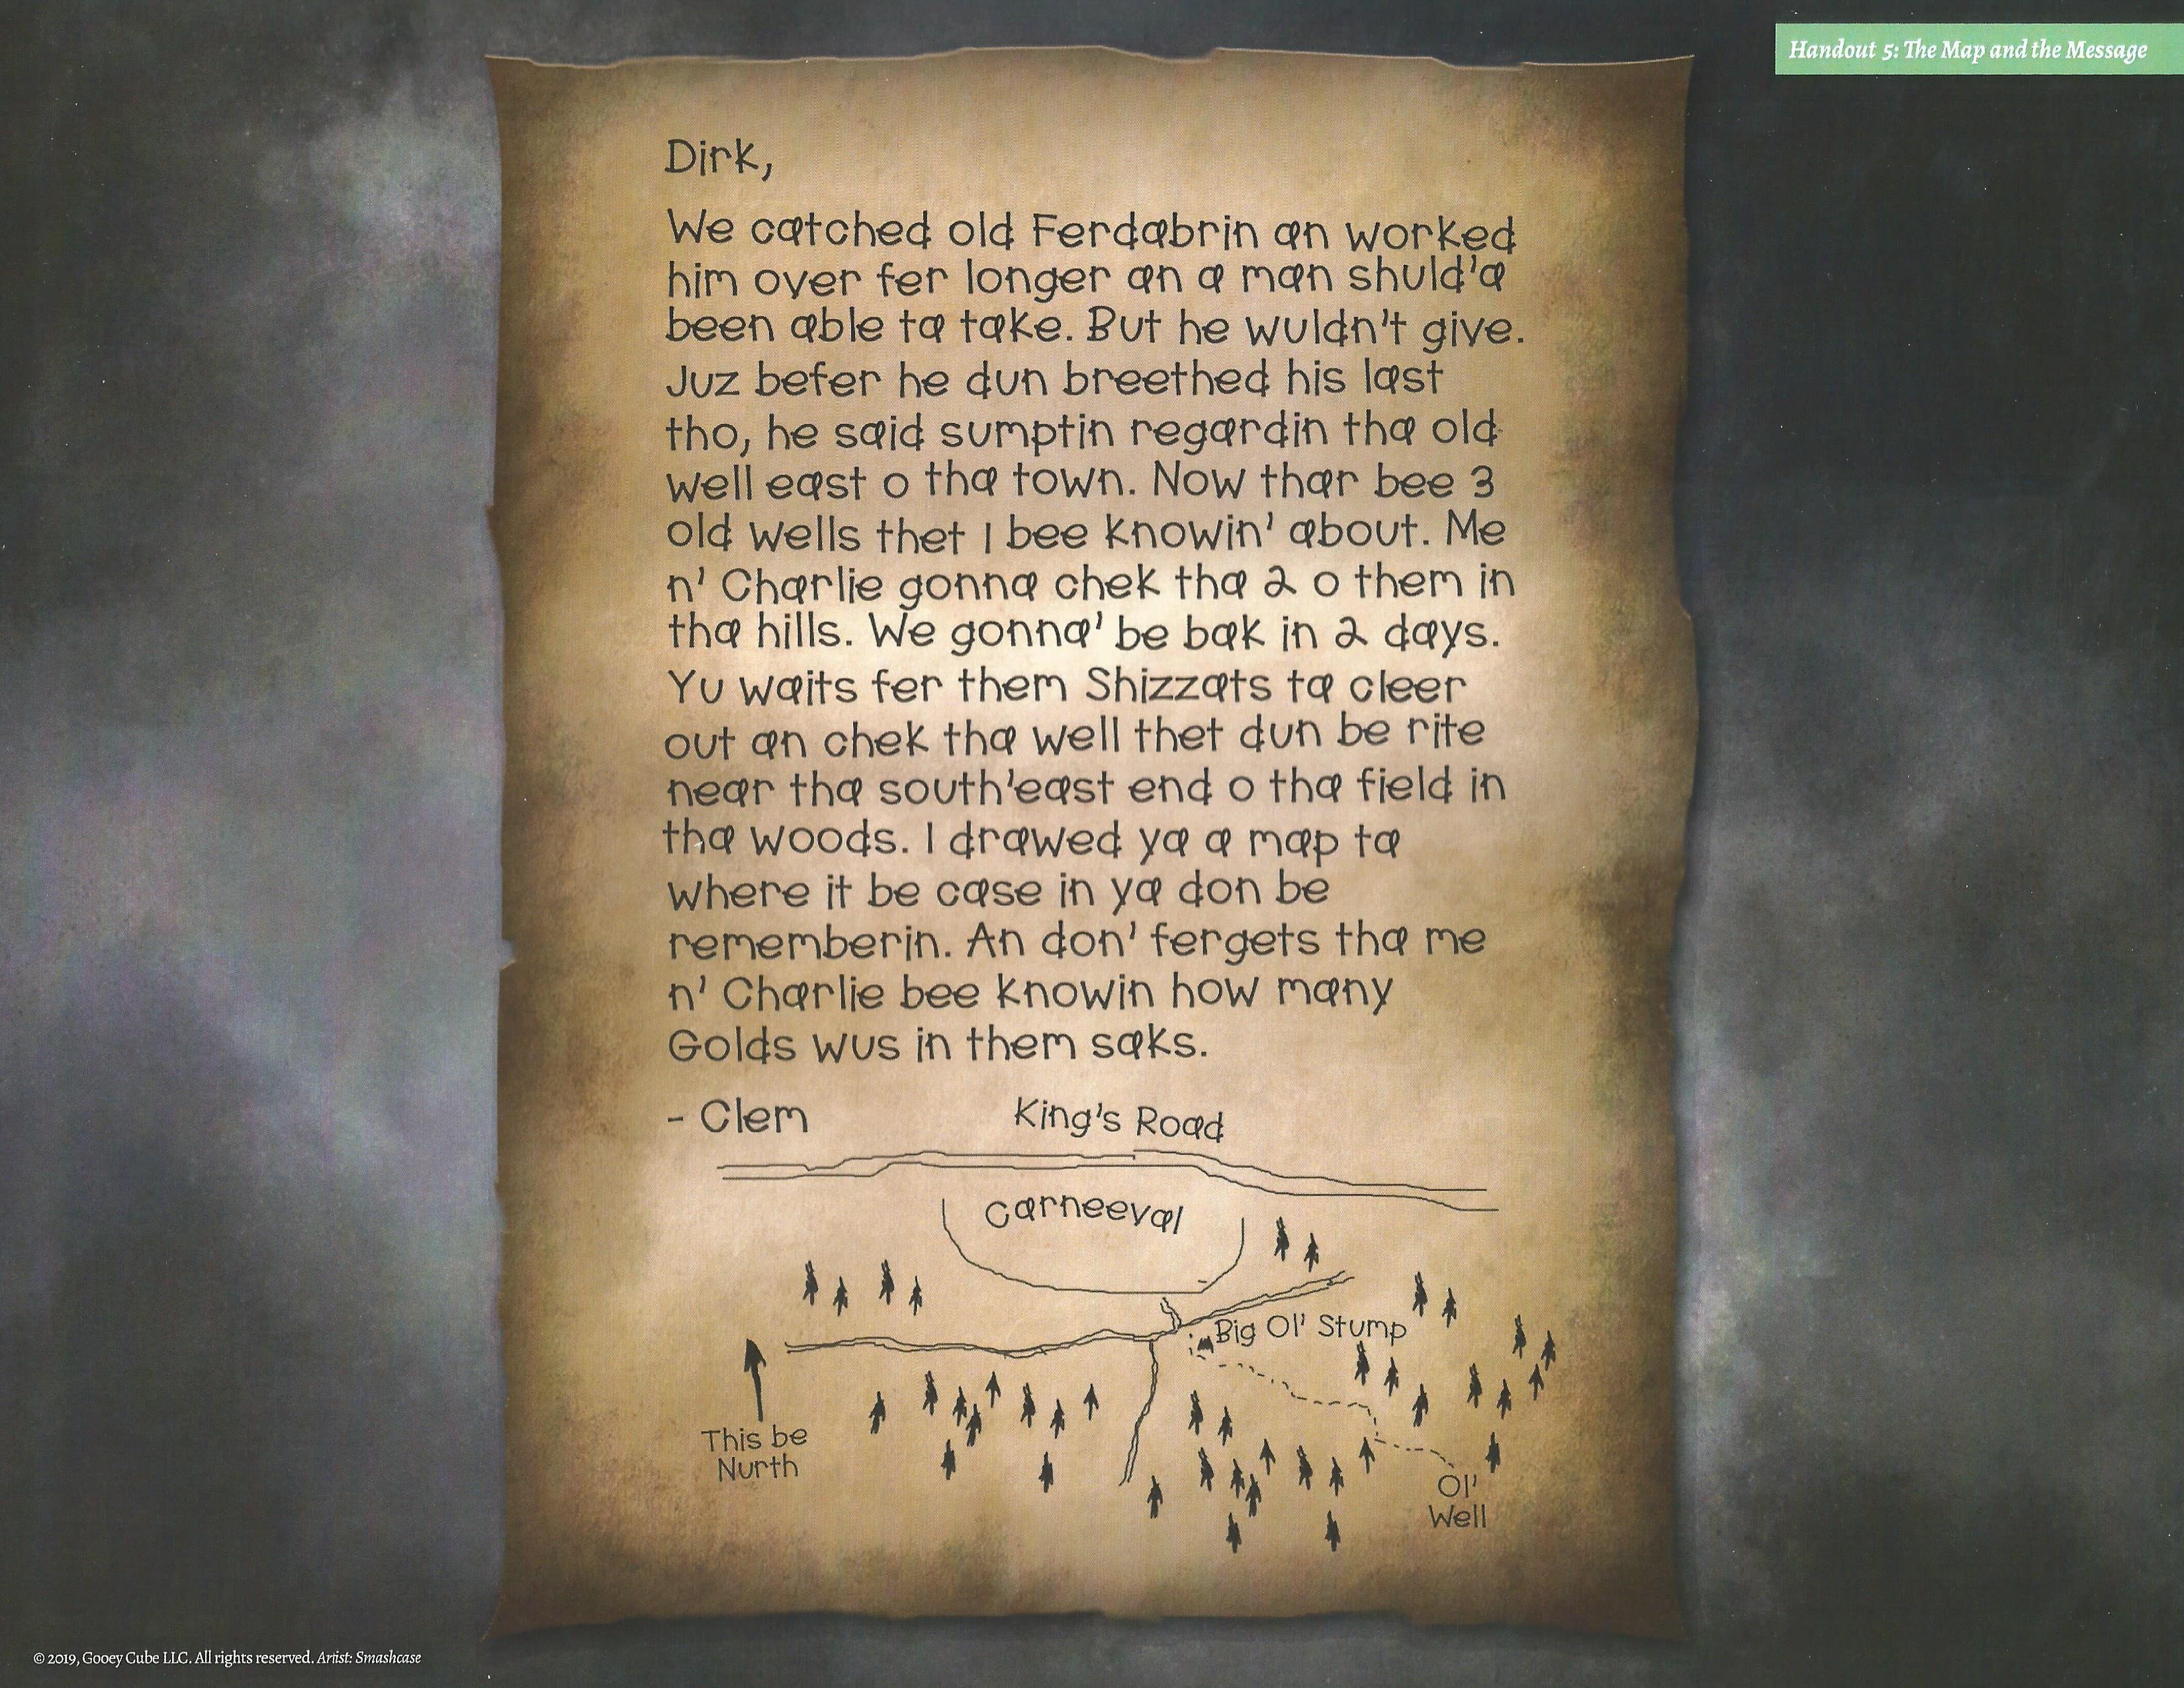 Handout 5: The Map and the Message
Dirk,
We catched old Ferdabrin an worked
him over fer longer an a man shuld'a
been able ta take. But he wuldn't give.
Juz befer he dun breethed his last
tho, he said sumptin regardin tha old
well east o tha town. Now thar bee 3
old wells thet I bee knowin' about. Me
n' Charlie gonna chek tha 2 o them in
tha hills. We gonna' be bak in 2 days.
Yu waits fer them Shizzats ta cleer
out an chek tha well thet dun be rite
near tha south'east end o tha field in
tha woods. I drawed ya a map ta
where it be case in ya don be
rememberin. An don' fergets tha me
n' Charlie bee knowin how many
Golds wus in them saks.
- Clem
King's Road
Carneeval
Big Ol' Stump
This be
Nurth
Ol'
Well
© 2019, Gooey Cube LLC. All rights reserved. Artist: Smashcase